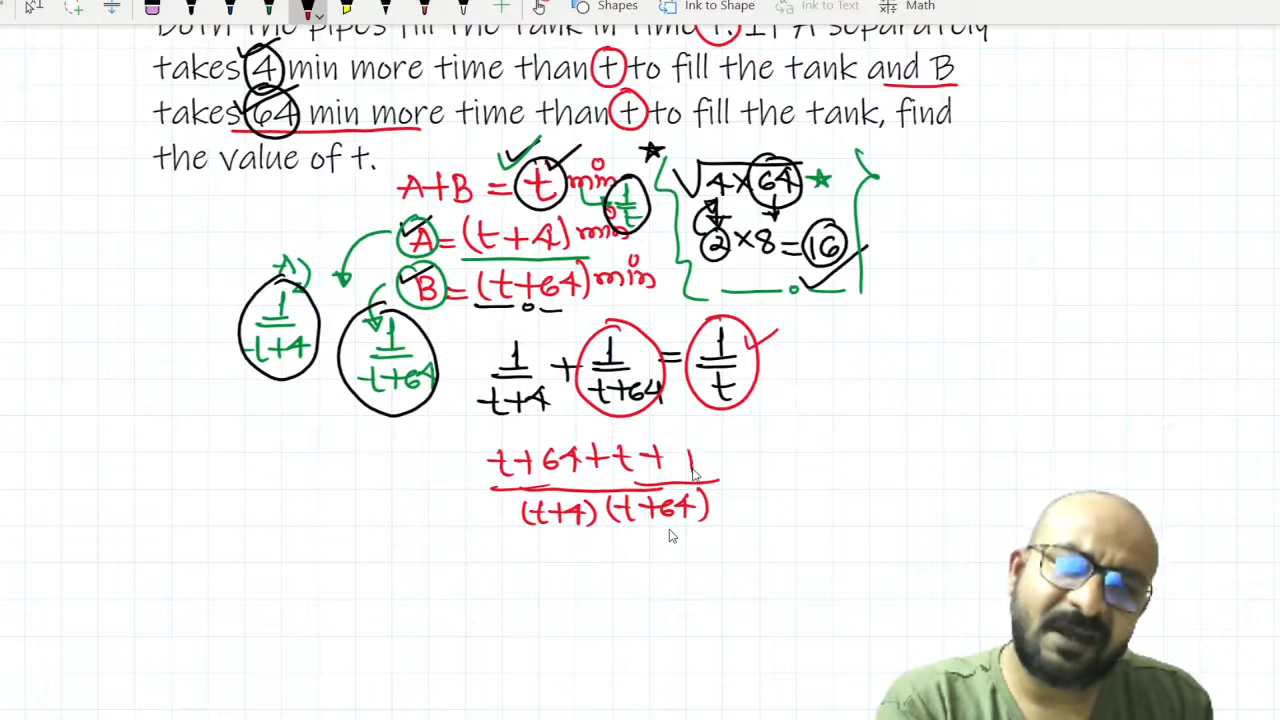 Shapes Ink to Shape Ink to Text Math
Both the pipes fill the tank in time t. If A separately
takes 4 min more time than t to fill the tank and B
takes 64 min more time than t to fill the tank, find
the value of t.
A+B = t min
1/t
√4×64
2×8=16
A = (t+4) min
B = (t+64) min
A)
1/t+4
1/t+64
1/t+4 + 1/t+64 = 1/t
t+64+t+
(t+4)(t+64)